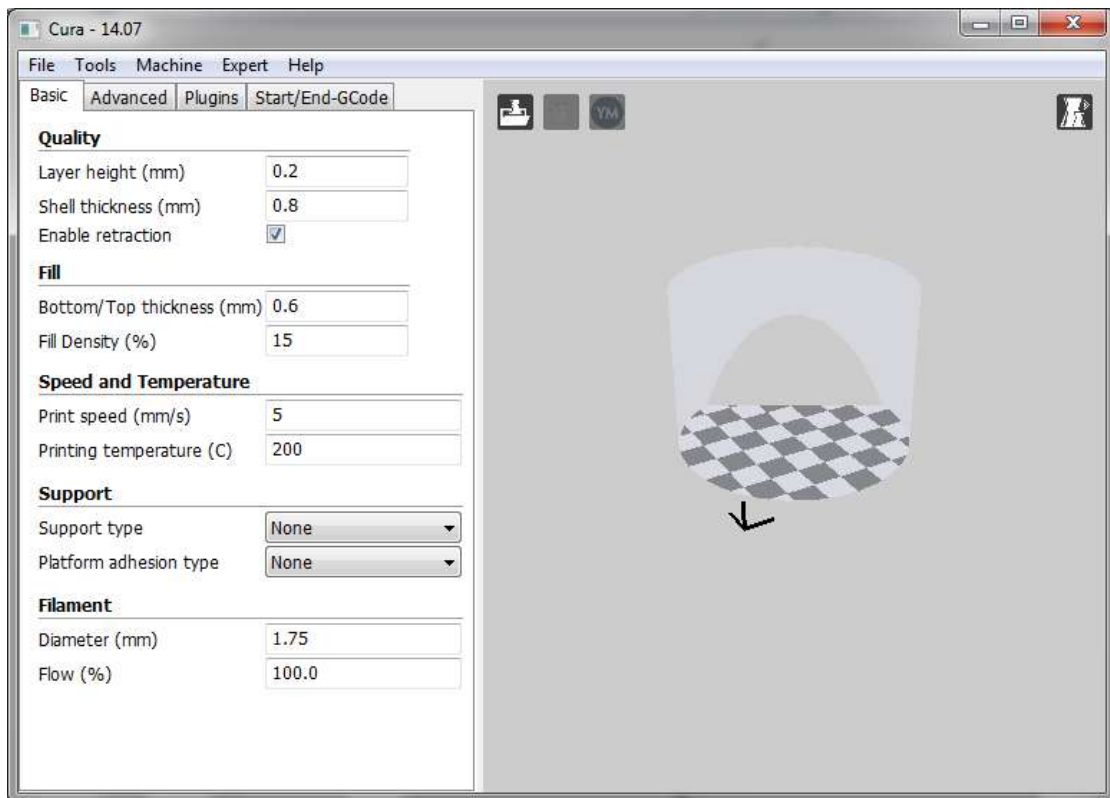 Cura - 14.07
File Tools Machine Expert Help
Basic Advanced Plugins Start/End-GCode
Quality
Layer height (mm) 0.2
Shell thickness (mm) 0.8
Enable retraction
Fill
Bottom/Top thickness (mm) 0.6
Fill Density (%) 15
Speed and Temperature
Print speed (mm/s) 5
Printing temperature (C) 200
Support
Support type None
Platform adhesion type None
Filament
Diameter (mm) 1.75
Flow (%) 100.0
YM